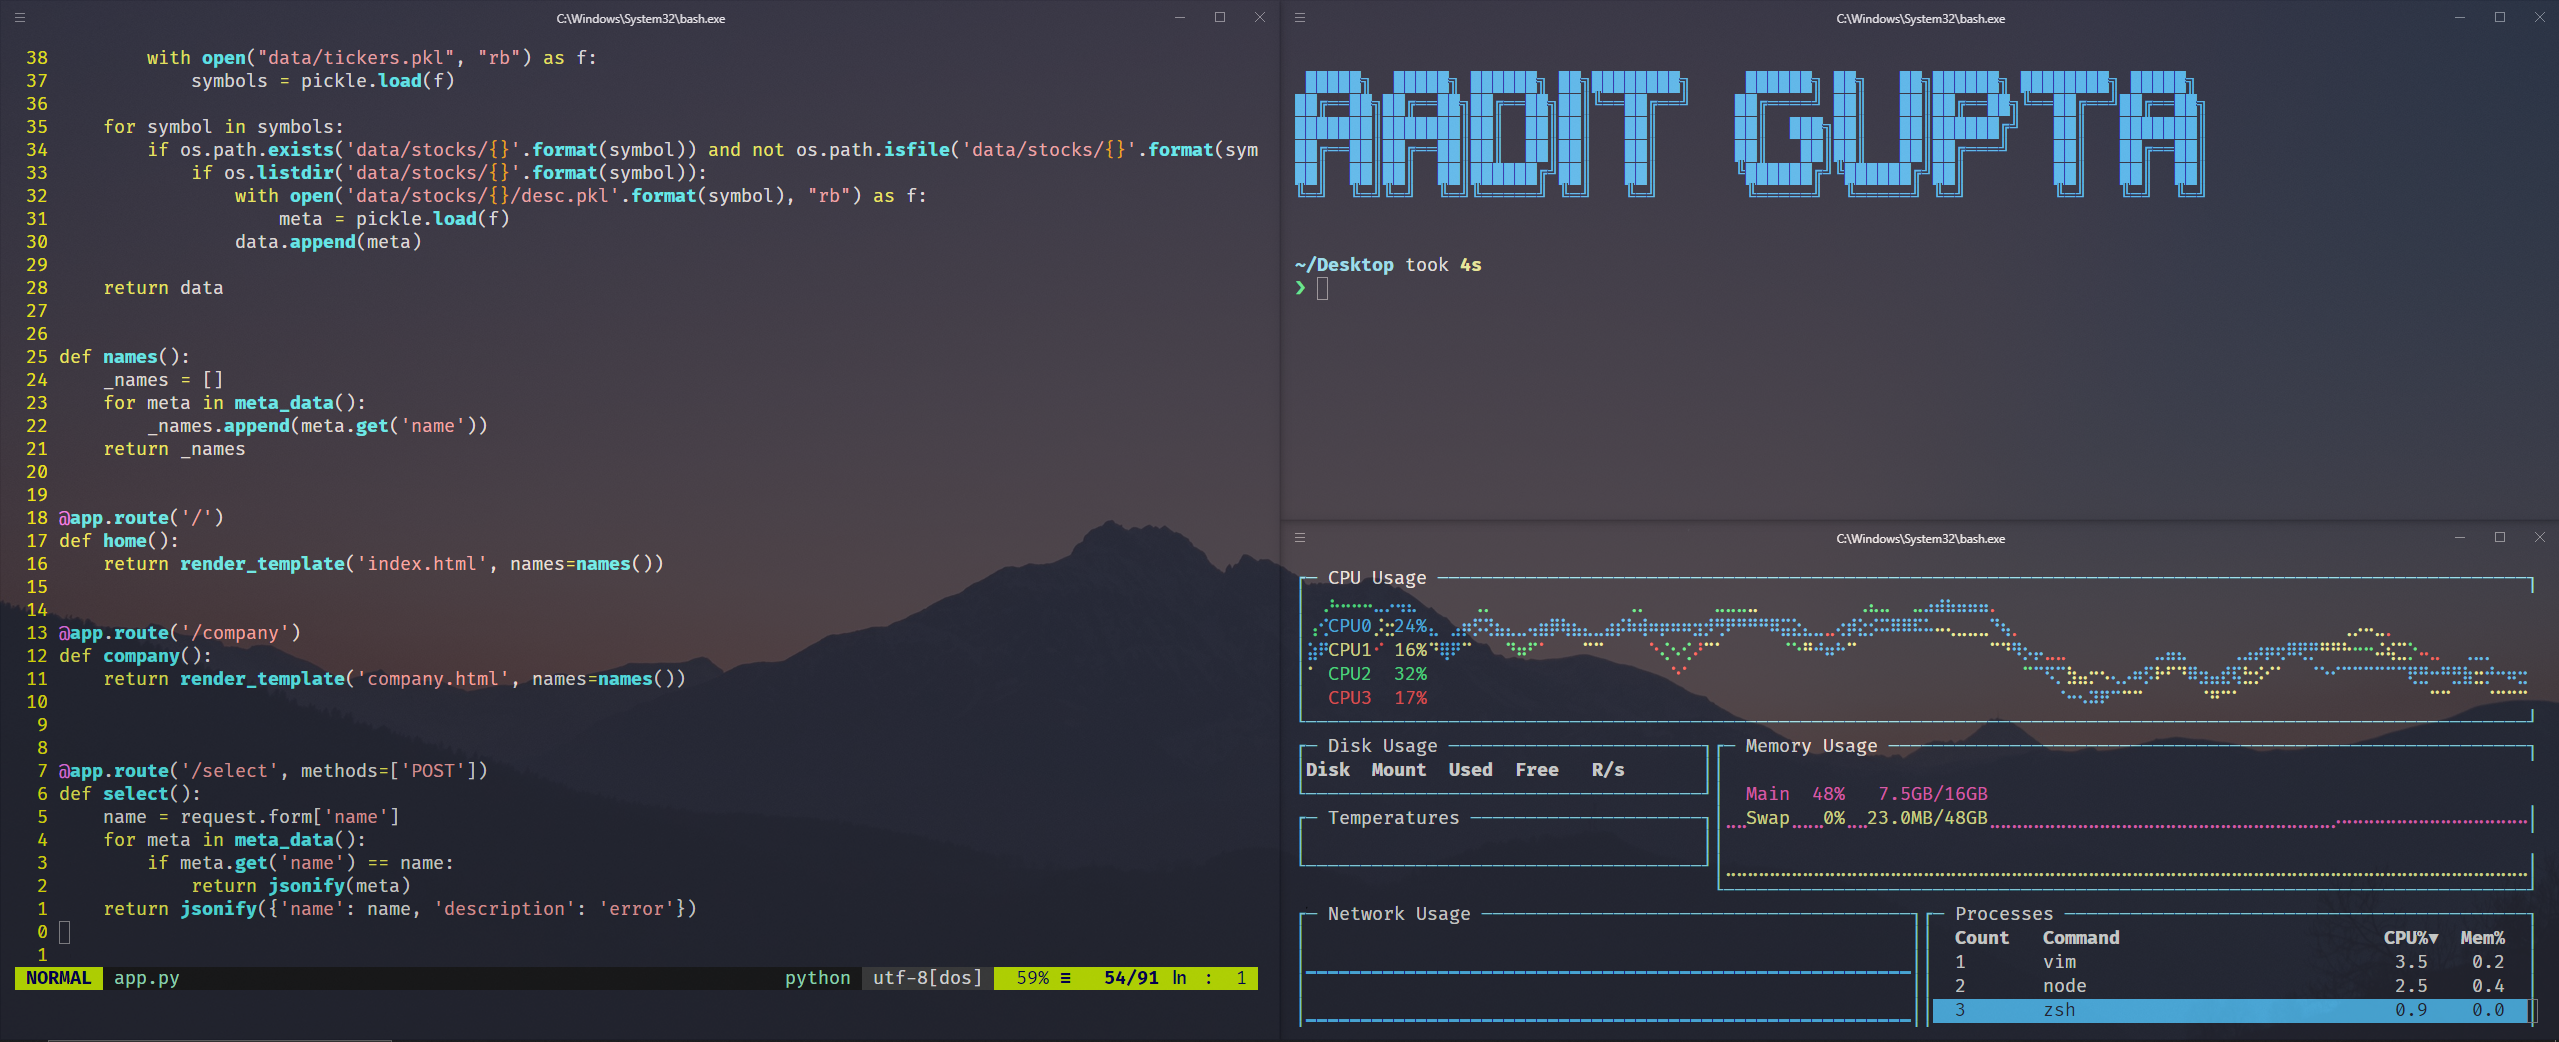 C:\Windows\System32\bash.exe
38         with open("data/tickers.pkl", "rb") as f:
37             symbols = pickle.load(f)
36
35     for symbol in symbols:
34         if os.path.exists('data/stocks/{}'.format(symbol)) and not os.path.isfile('data/stocks/{}'.format(sym
33             if os.listdir('data/stocks/{}'.format(symbol)):
32                 with open('data/stocks/{}/desc.pkl'.format(symbol), "rb") as f:
31                     meta = pickle.load(f)
30                 data.append(meta)
29
28     return data
27
26
25 def names():
24     _names = []
23     for meta in meta_data():
22         _names.append(meta.get('name'))
21     return _names
20
19
18 @app.route('/')
17 def home():
16     return render_template('index.html', names=names())
15
14
13 @app.route('/company')
12 def company():
11     return render_template('company.html', names=names())
10
9
8
7 @app.route('/select', methods=['POST'])
6 def select():
5     name = request.form['name']
4     for meta in meta_data():
3         if meta.get('name') == name:
2             return jsonify(meta)
1     return jsonify({'name': name, 'description': 'error'})
0
1
NORMAL app.py python utf-8[dos] 59% ≡ 54/91 ln : 1
C:\Windows\System32\bash.exe
AADIT GUPTA
~/Desktop took 4s
❯
C:\Windows\System32\bash.exe
CPU Usage
CPU0 24%
CPU1 16%
CPU2 32%
CPU3 17%
Disk Usage
Disk Mount Used Free R/s
Temperatures
Memory Usage
Main 48% 7.5GB/16GB
Swap 0% 23.0MB/48GB
Network Usage
Processes
Count Command CPU%▼ Mem%
1 vim 3.5 0.2
2 node 2.5 0.4
3 zsh 0.9 0.0